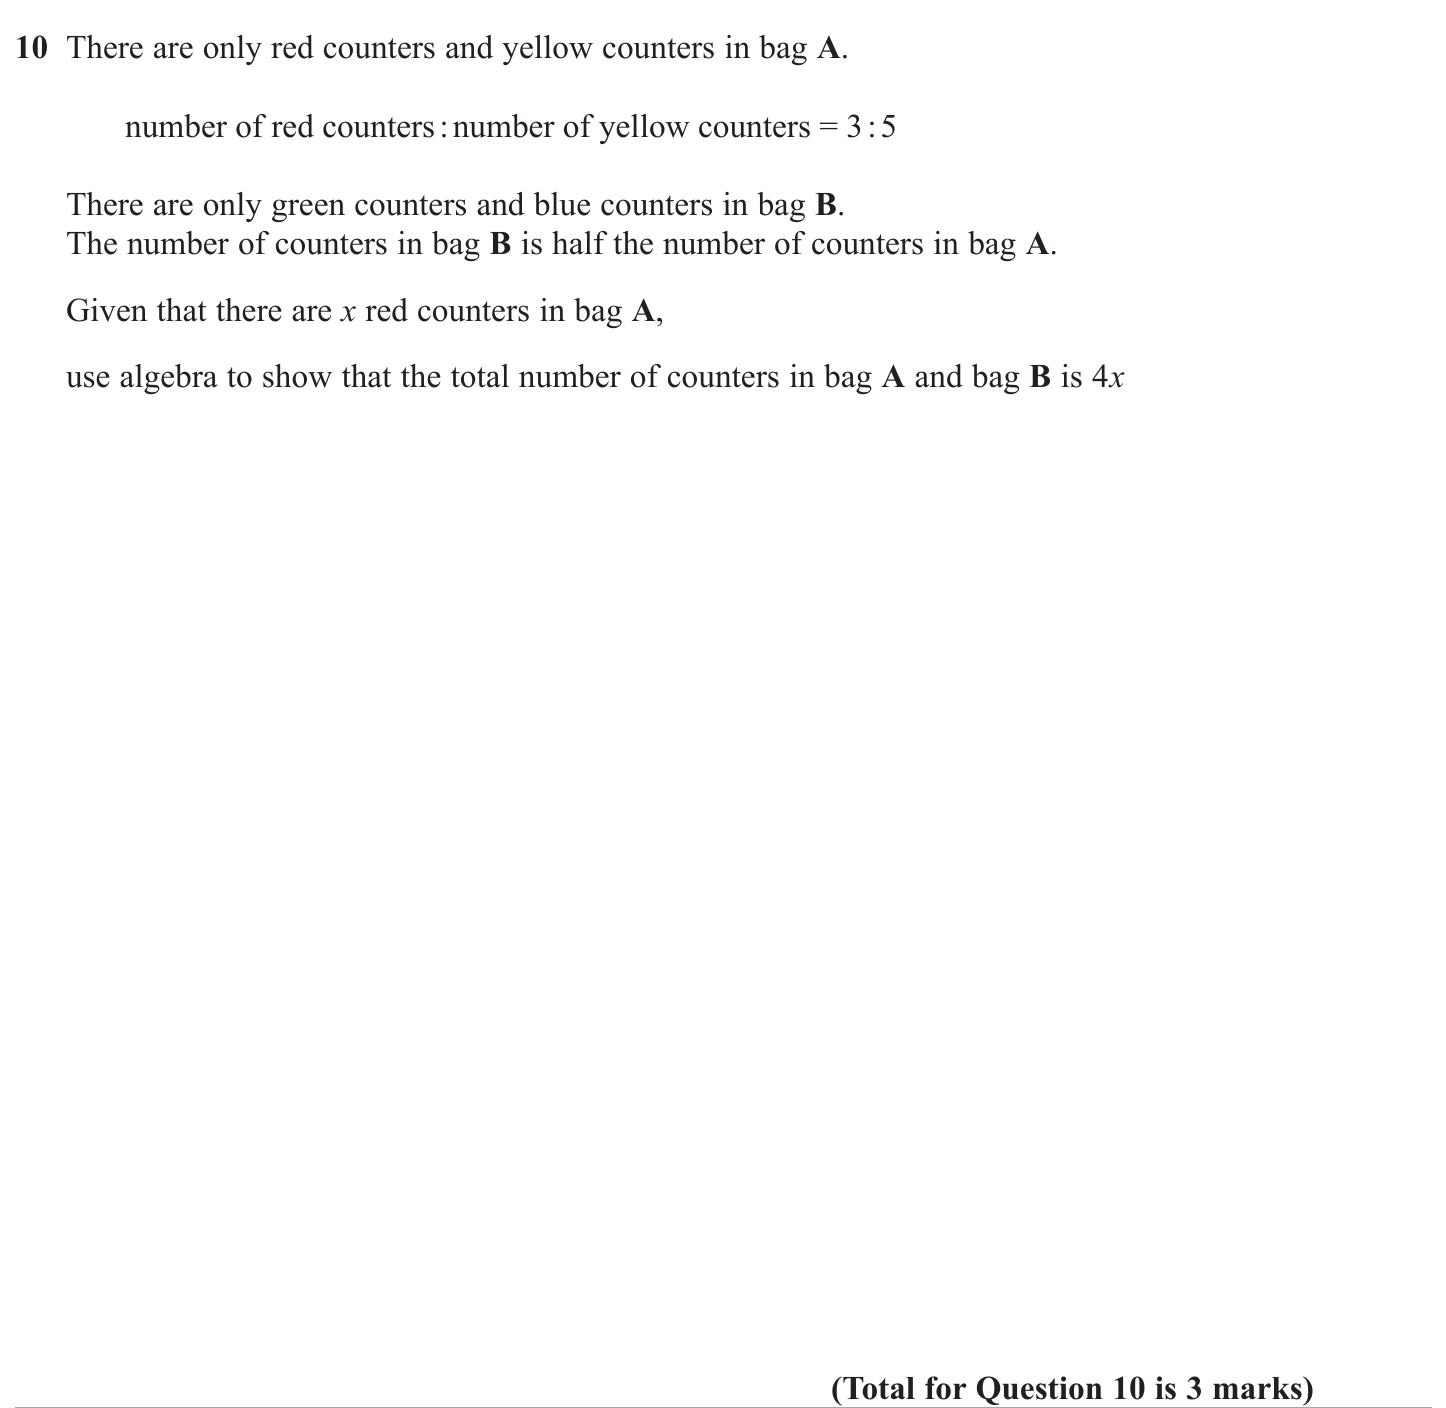 10 There are only red counters and yellow counters in bag A.
number of red counters : number of yellow counters = 3 : 5
There are only green counters and blue counters in bag B.
The number of counters in bag B is half the number of counters in bag A.
Given that there are x red counters in bag A,
use algebra to show that the total number of counters in bag A and bag B is 4x
(Total for Question 10 is 3 marks)